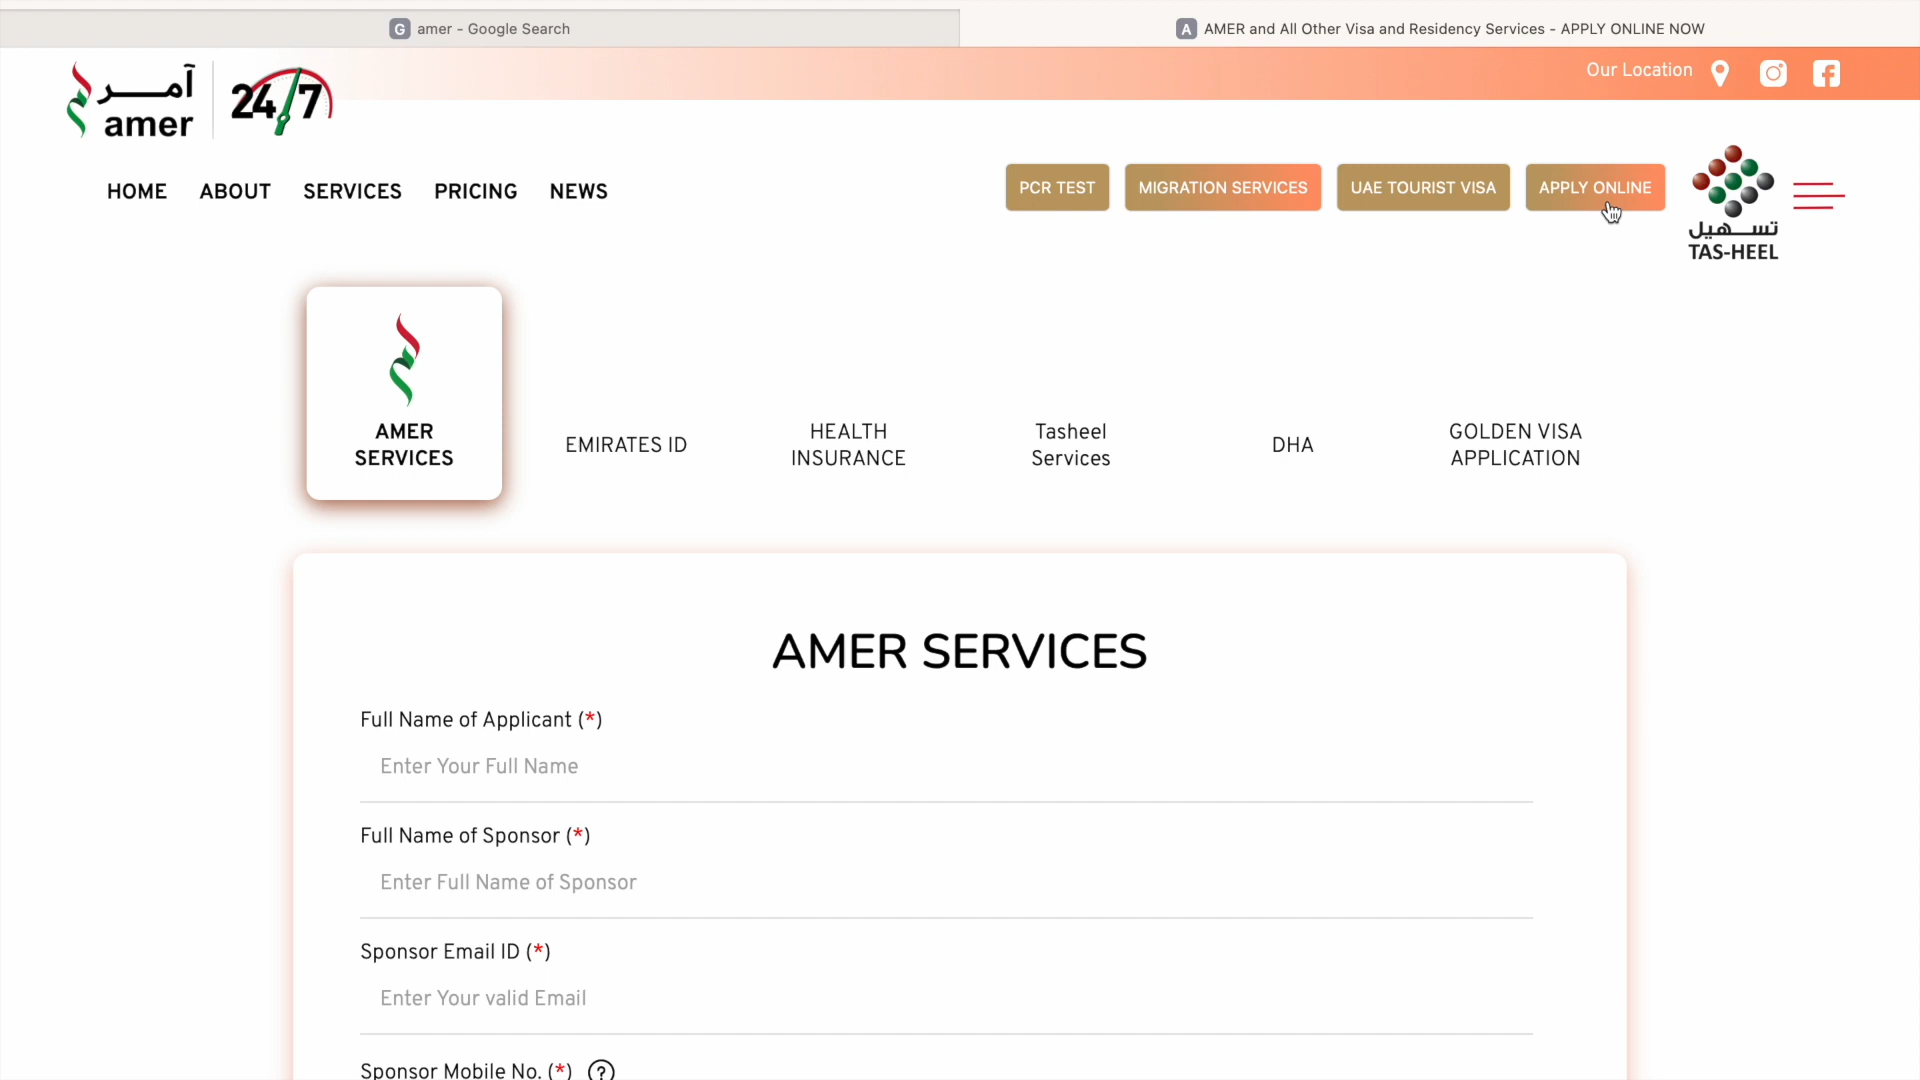 G amer - Google Search
A AMER and All Other Visa and Residency Services - APPLY ONLINE NOW
Our Location
آمر
amer
24/7
HOME
ABOUT
SERVICES
PRICING
NEWS
PCR TEST
MIGRATION SERVICES
UAE TOURIST VISA
APPLY ONLINE
تسهيل
TAS-HEEL
AMER
SERVICES
EMIRATES ID
HEALTH
INSURANCE
Tasheel
Services
DHA
GOLDEN VISA
APPLICATION
AMER SERVICES
Full Name of Applicant (*)
Enter Your Full Name
Full Name of Sponsor (*)
Enter Full Name of Sponsor
Sponsor Email ID (*)
Enter Your valid Email
Sponsor Mobile No. (*) ?